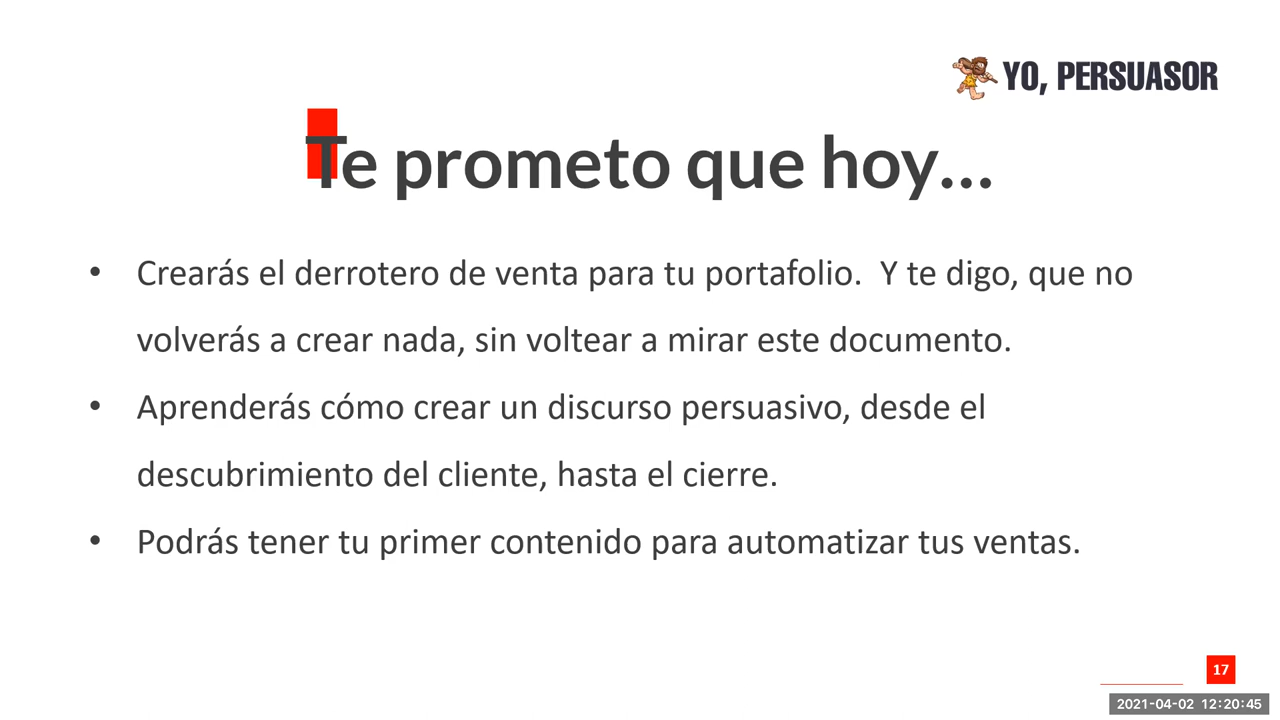 YO, PERSUASOR
Te prometo que hoy...
• Crearás el derrotero de venta para tu portafolio.  Y te digo, que no
volverás a crear nada, sin voltear a mirar este documento.
• Aprenderás cómo crear un discurso persuasivo, desde el
descubrimiento del cliente, hasta el cierre.
• Podrás tener tu primer contenido para automatizar tus ventas.
17
2021-04-02 12:20:45